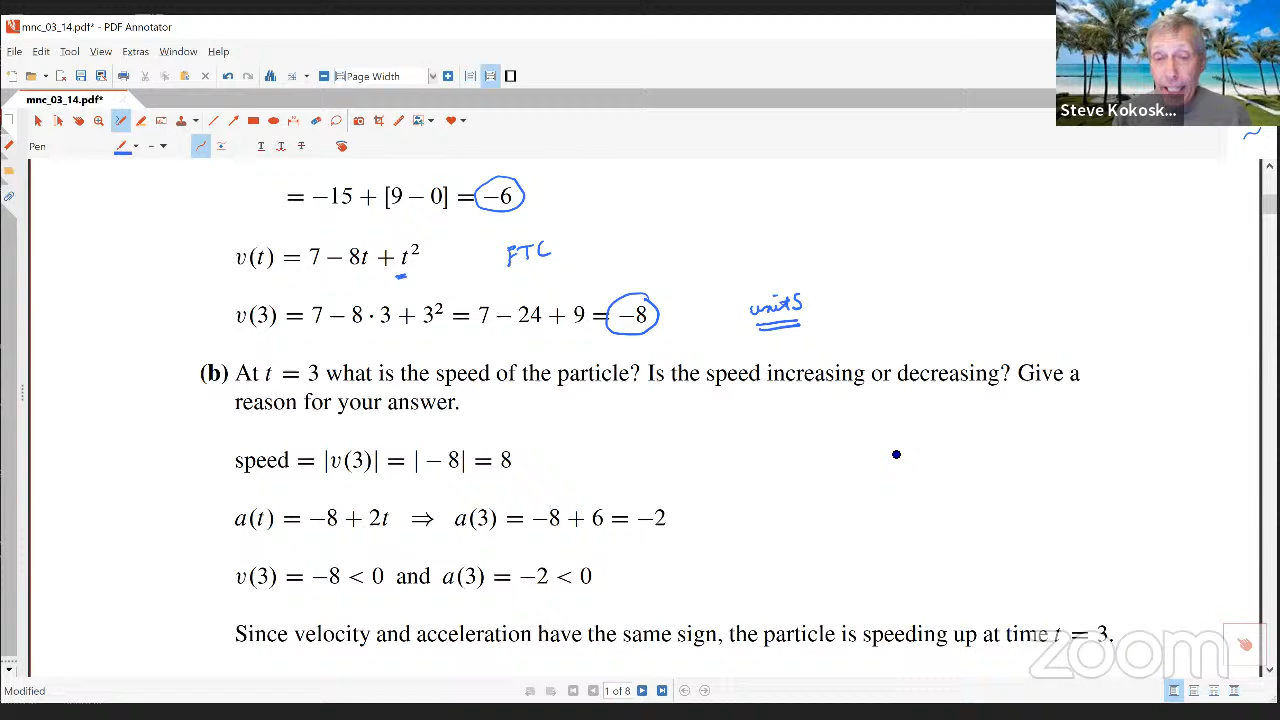 mnc_03_14.pdf* - PDF Annotator
File Edit Tool View Extras Window Help
Page Width
mnc_03_14.pdf*
Pen
Steve Kokosk...
= −15 + [9 − 0] = −6
v(t) = 7 − 8t + t² FTC
v(3) = 7 − 8 · 3 + 3² = 7 − 24 + 9 = −8 units
(b) At t = 3 what is the speed of the particle? Is the speed increasing or decreasing? Give a
reason for your answer.
speed = |v(3)| = | − 8| = 8
a(t) = −8 + 2t ⇒ a(3) = −8 + 6 = −2
v(3) = −8 < 0 and a(3) = −2 < 0
Since velocity and acceleration have the same sign, the particle is speeding up at time t = 3.
zoom
Modified 1 of 8